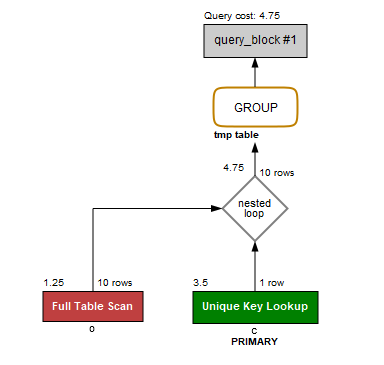 Query cost: 4.75
query_block #1
GROUP
tmp table
4.75
10 rows
nested
loop
1.25
10 rows
3.5
1 row
Full Table Scan
Unique Key Lookup
o
c
PRIMARY